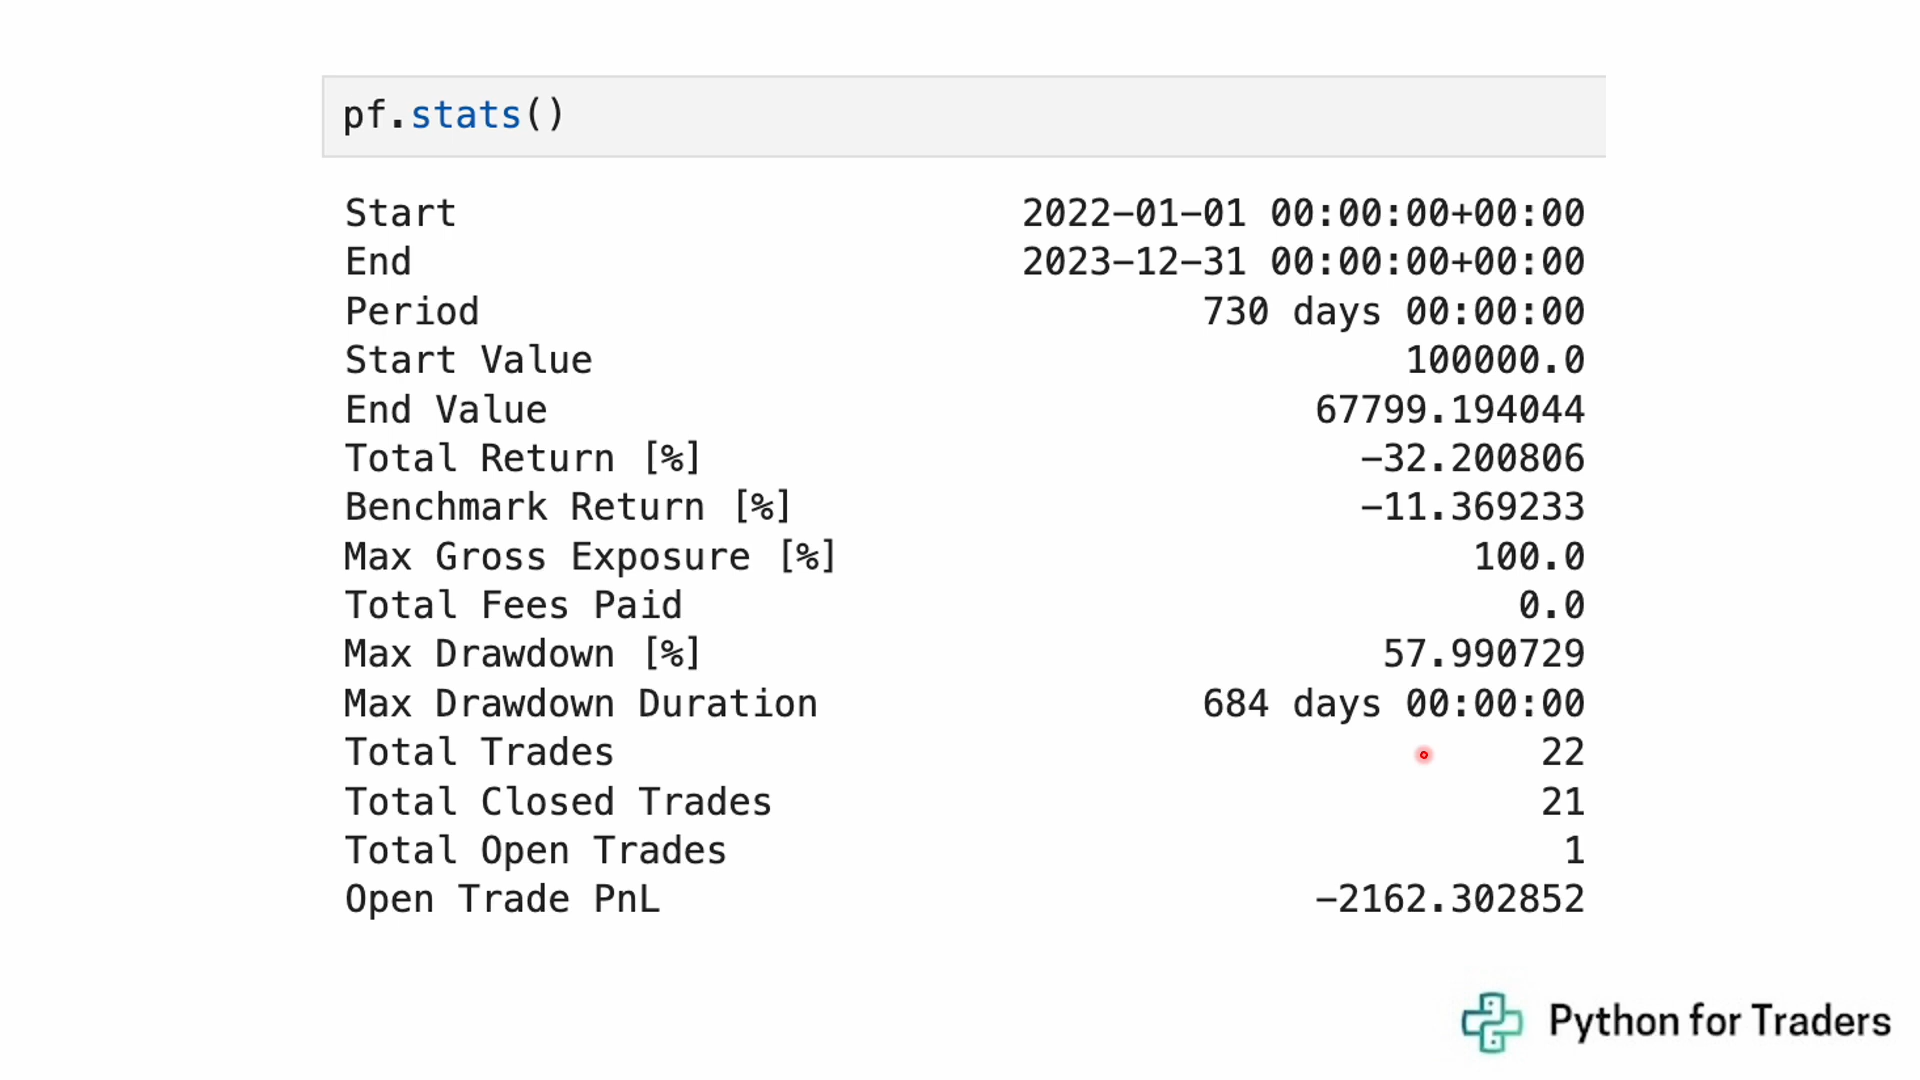 pf.stats()
Start 2022-01-01 00:00:00+00:00
End 2023-12-31 00:00:00+00:00
Period 730 days 00:00:00
Start Value 100000.0
End Value 67799.194044
Total Return [%] -32.200806
Benchmark Return [%] -11.369233
Max Gross Exposure [%] 100.0
Total Fees Paid 0.0
Max Drawdown [%] 57.990729
Max Drawdown Duration 684 days 00:00:00
Total Trades 22
Total Closed Trades 21
Total Open Trades 1
Open Trade PnL -2162.302852
Python for Traders